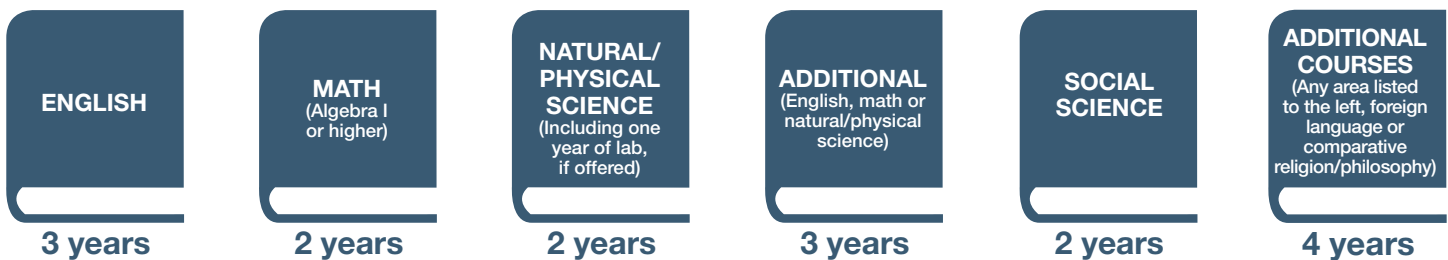 ENGLISH
3 years
MATH
(Algebra I
or higher)
2 years
NATURAL/
PHYSICAL
SCIENCE
(Including one
year of lab,
if offered)
2 years
ADDITIONAL
(English, math or
natural/physical
science)
3 years
SOCIAL
SCIENCE
2 years
ADDITIONAL
COURSES
(Any area listed
to the left, foreign
language or
comparative
religion/philosophy)
4 years